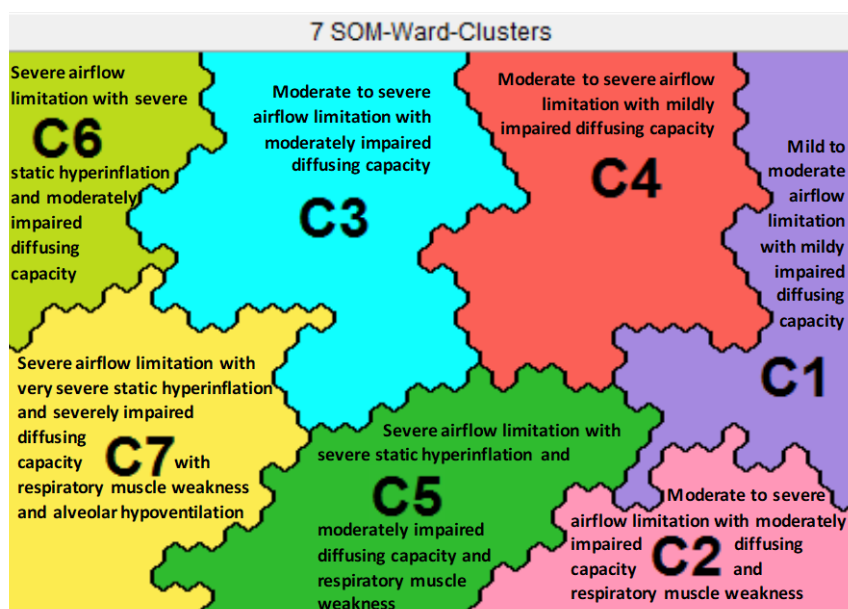 7 SOM-Ward-Clusters
Severe airflow
limitation with severe
C6
static hyperinflation
and moderately
impaired
diffusing
capacity
Moderate to severe
airflow limitation with
moderately impaired
diffusing capacity
C3
Moderate to severe airflow
limitation with mildly
impaired diffusing capacity
C4
Mild to
moderate
airflow
limitation
with mildy
impaired
diffusing
capacity
C1
Severe airflow limitation with
very severe static hyperinflation
and severely impaired
diffusing
capacity C7 with
respiratory muscle weakness
and alveolar hypoventilation
Severe airflow limitation with
severe static hyperinflation and
C5
moderately impaired
diffusing capacity and
respiratory muscle
weakness
Moderate to severe
airflow limitation with moderately
impaired C2 diffusing
capacity and
respiratory muscle weakness